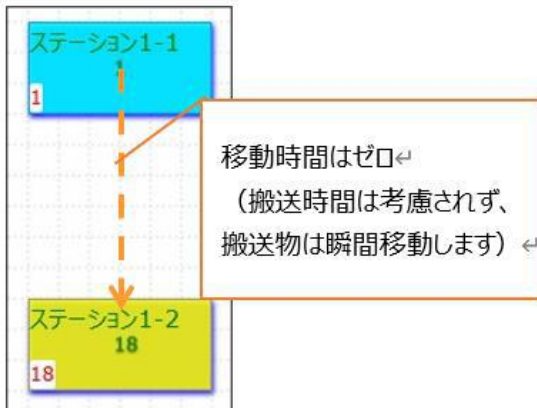 ステーション1-1
1
1
移動時間はゼロ↵
（搬送時間は考慮されず、
搬送物は瞬間移動します）↵
ステーション1-2
18
18